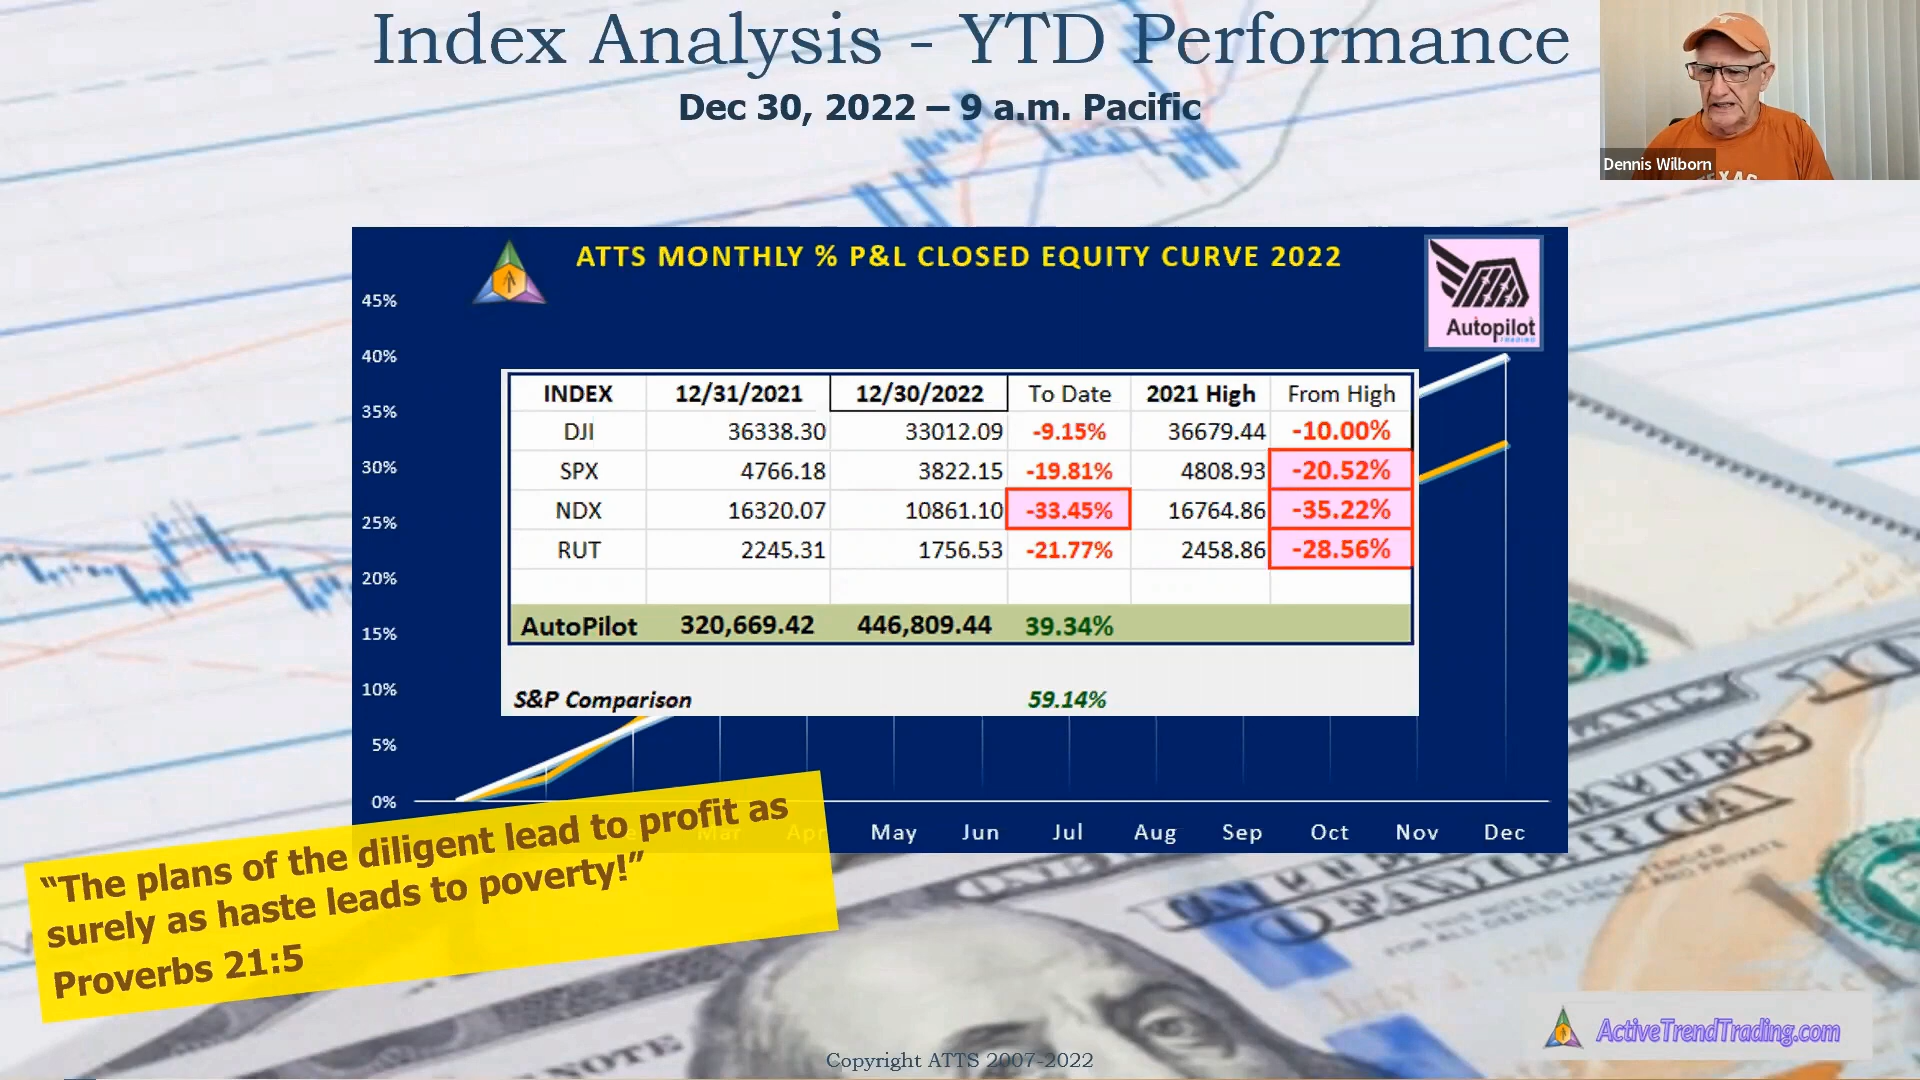 Index Analysis - YTD Performance
Dec 30, 2022 – 9 a.m. Pacific
Dennis Wilborn
TEXAS
ATTS MONTHLY % P&L CLOSED EQUITY CURVE 2022
Autopilot
TRADING
45%
40%
35%
30%
25%
20%
15%
10%
5%
0%
INDEX 12/31/2021 12/30/2022 To Date 2021 High From High
DJI 36338.30 33012.09 -9.15% 36679.44 -10.00%
SPX 4766.18 3822.15 -19.81% 4808.93 -20.52%
NDX 16320.07 10861.10 -33.45% 16764.86 -35.22%
RUT 2245.31 1756.53 -21.77% 2458.86 -28.56%
AutoPilot 320,669.42 446,809.44 39.34%
S&P Comparison 59.14%
Mar Apr May Jun Jul Aug Sep Oct Nov Dec
“The plans of the diligent lead to profit as
surely as haste leads to poverty!”
Proverbs 21:5
ActiveTrendTrading.com
Copyright ATTS 2007-2022